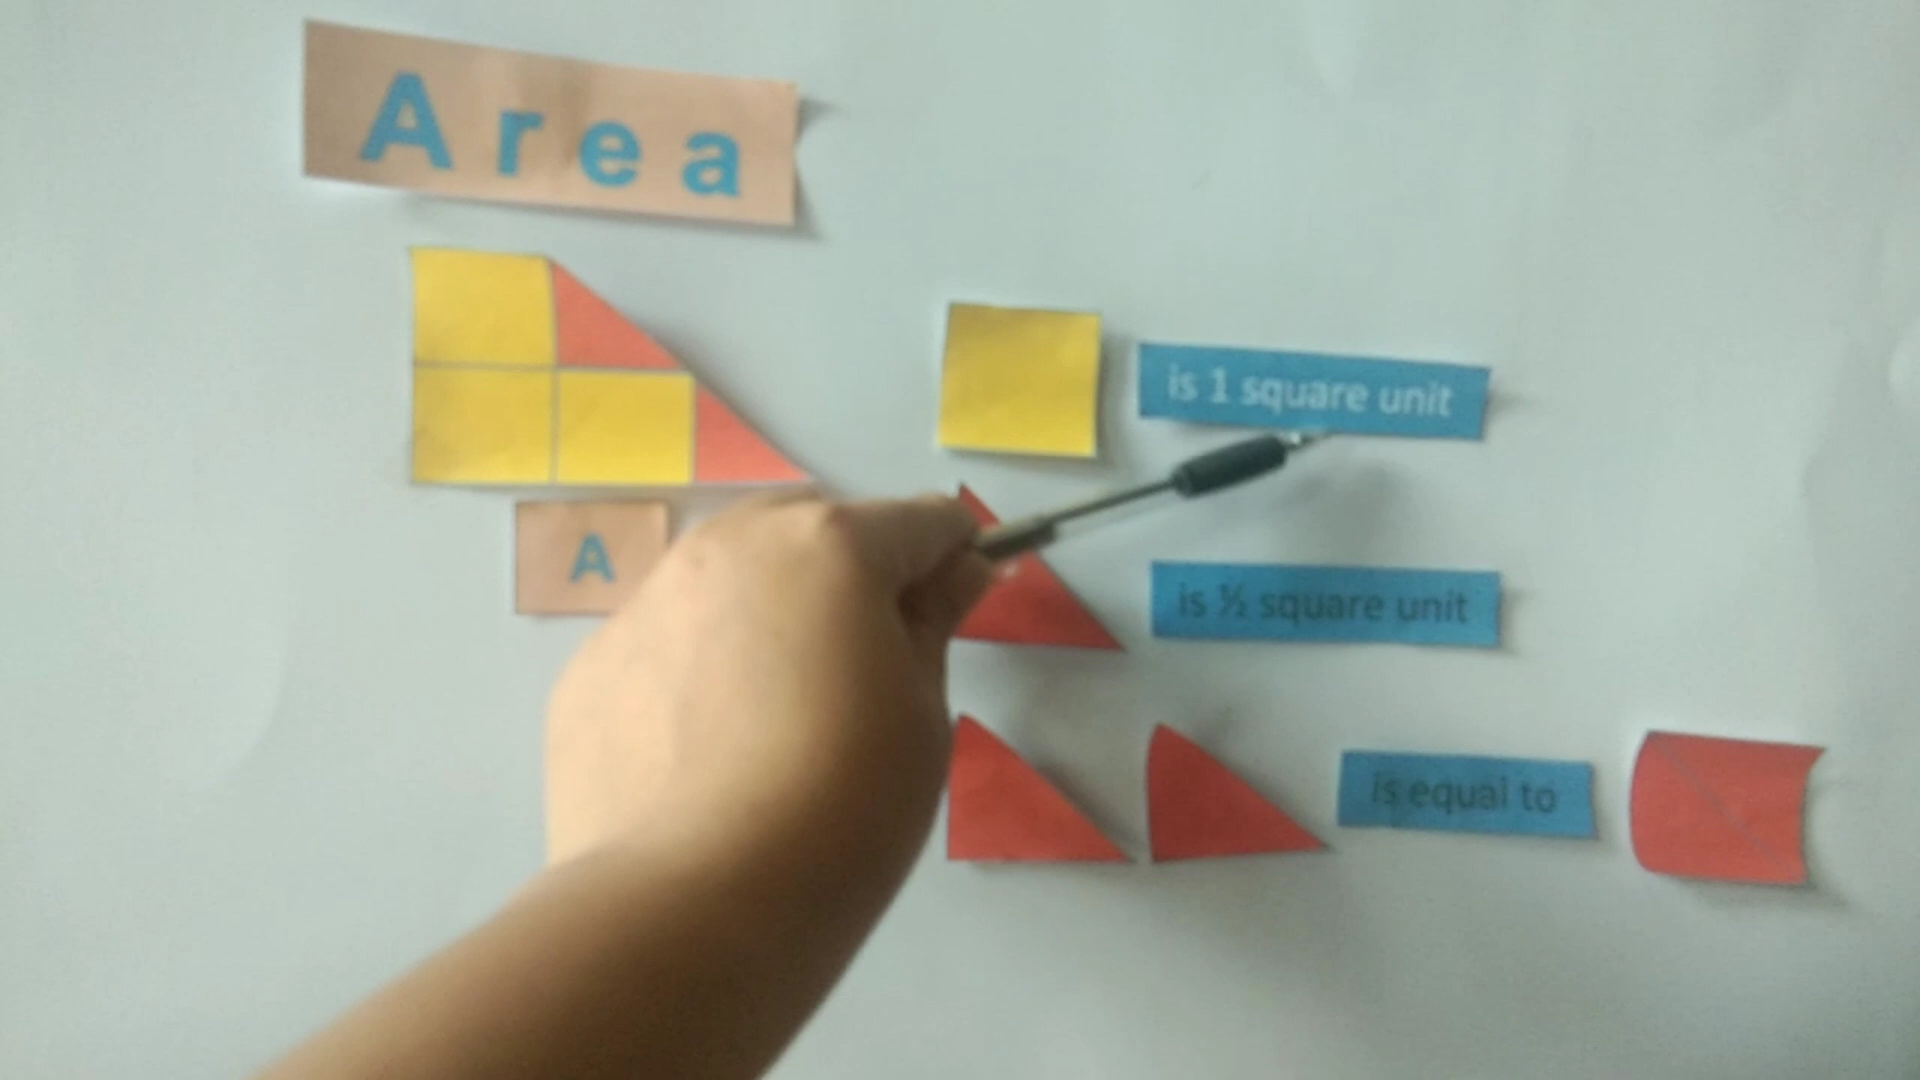 Area
is 1 square unit
A
is ½ square unit
is equal to